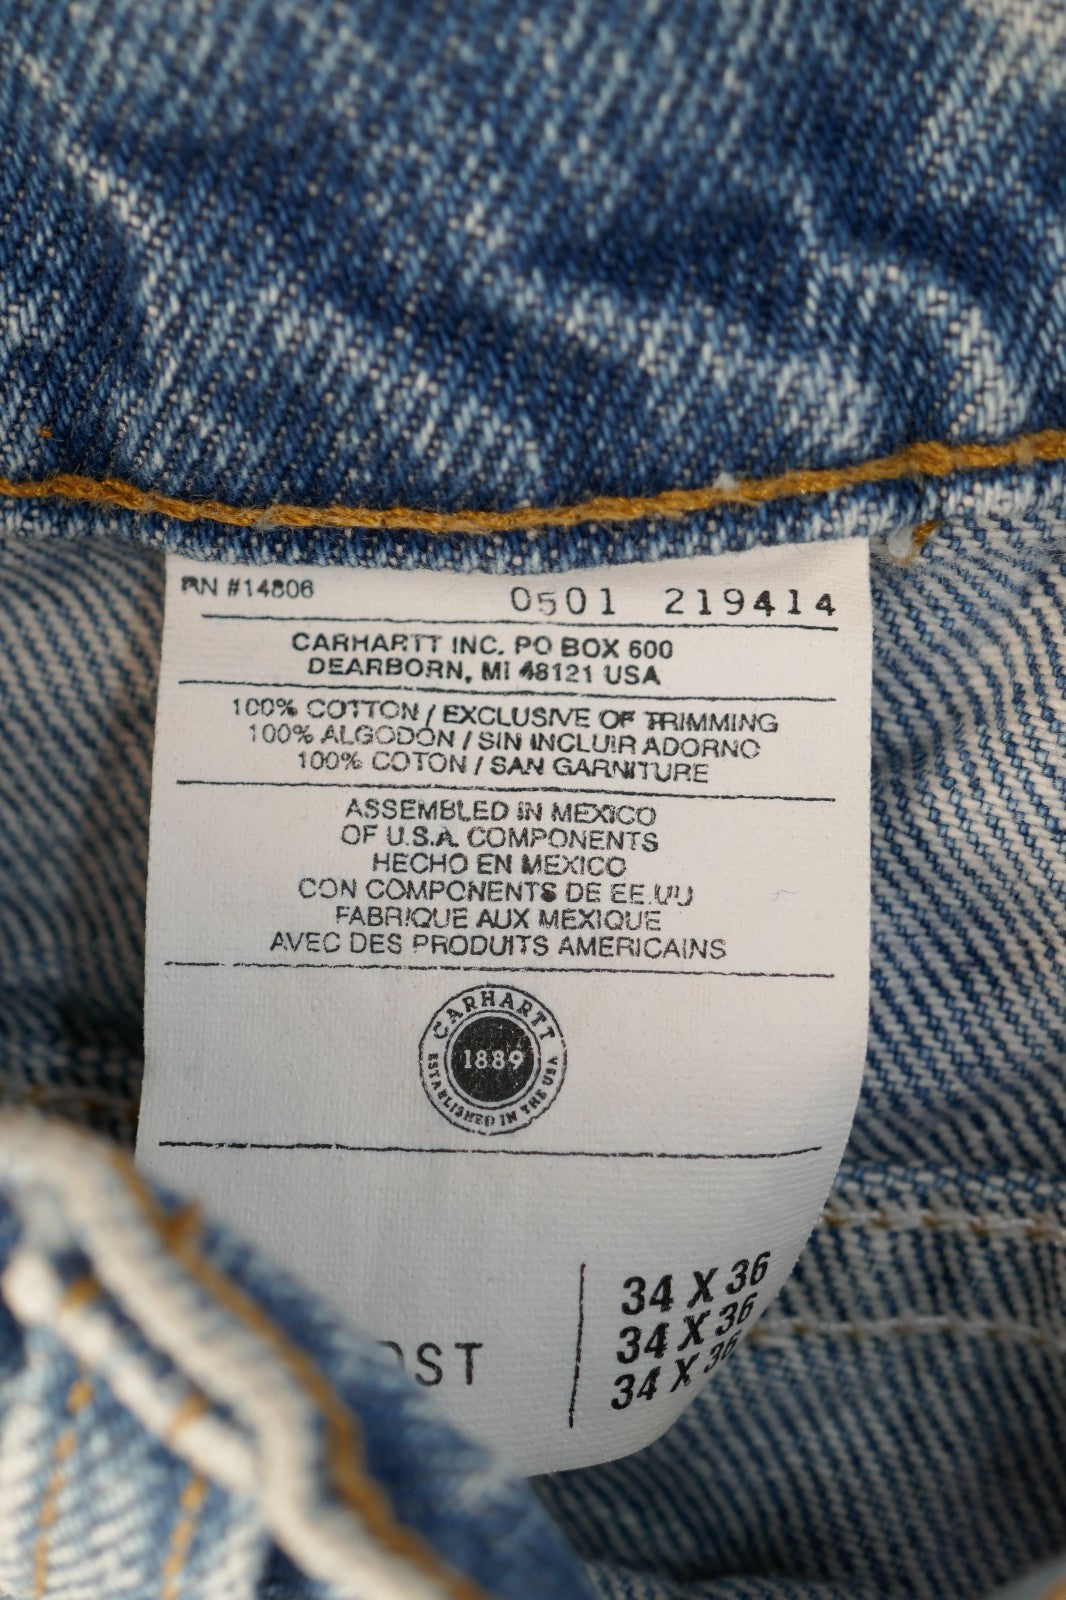 RN #14806 0501 219414
CARHARTT INC. PO BOX 600
DEARBORN, MI 48121 USA
100% COTTON / EXCLUSIVE OF TRIMMING
100% ALGODON / SIN INCLUIR ADORNO
100% COTON / SAN GARNITURE
ASSEMBLED IN MEXICO
OF U.S.A. COMPONENTS
HECHO EN MEXICO
CON COMPONENTS DE EE.UU
FABRIQUE AUX MEXIQUE
AVEC DES PRODUITS AMERICAINS
CARHARTT
1889
ESTABLISHED IN THE USA
34 X 36
34 X 36
34 X 36